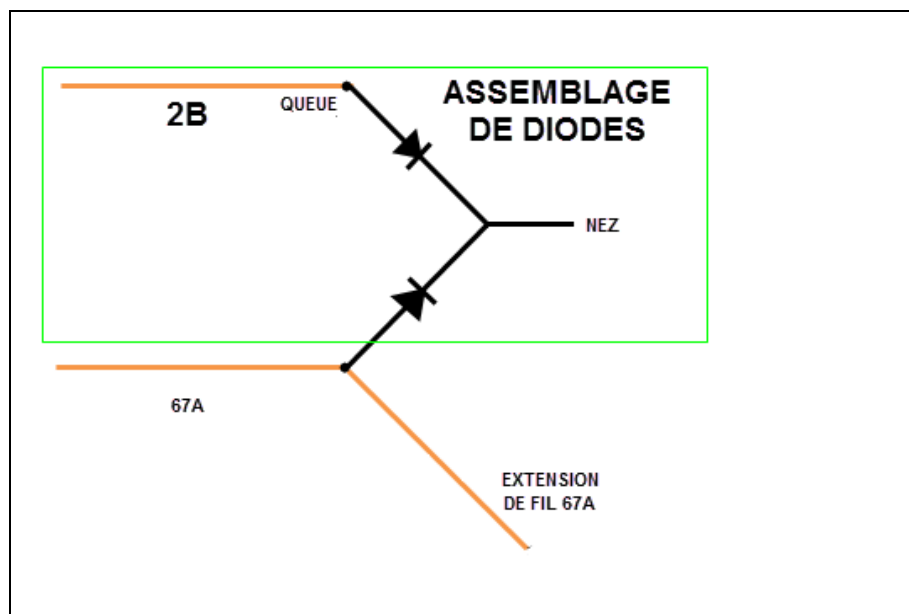 ASSEMBLAGE
DE DIODES
2B
QUEUE
NEZ
67A
EXTENSION
DE FIL 67A